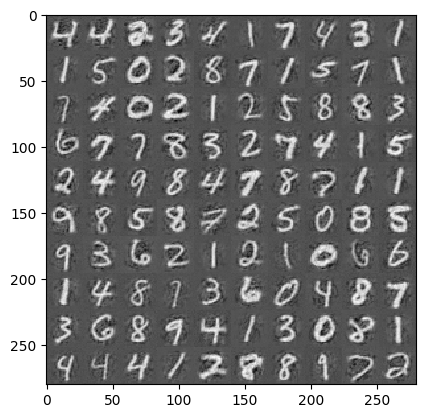 0
4 4 2 3 4 1 7 4 3 1
50
1 5 0 2 8 7 1 5 7 1
7 4 0 2 1 2 5 8 8 3
100
6 7 7 8 3 2 7 4 1 5
2 4 9 8 4 7 8 7 1 1
150
9 8 5 8 7 2 5 0 8 5
9 3 6 2 1 2 1 0 6 6
200
1 4 8 7 3 6 0 4 8 7
3 6 8 9 4 1 3 0 8 1
250
4 4 4 1 2 8 8 9 7 2
0 50 100 150 200 250